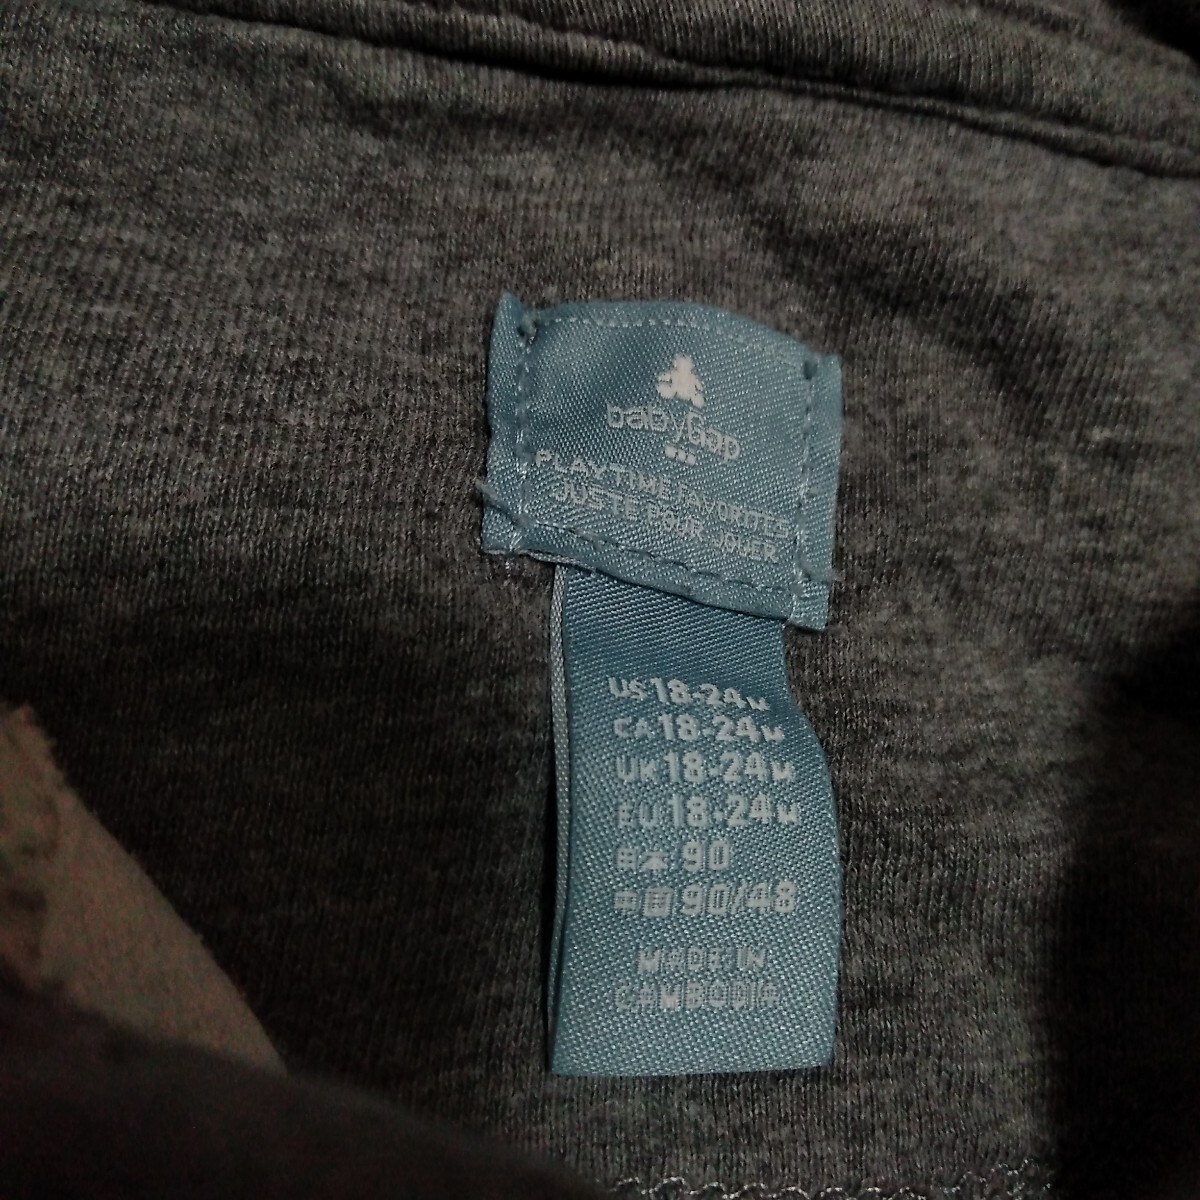 babyGap
PLAYTIME FAVORITES
JUSTE POUR JOUER
US 18-24M
CA 18-24M
UK 18-24M
EU 18-24M
日本 90
中国 90/48
MADE IN
CAMBODIA